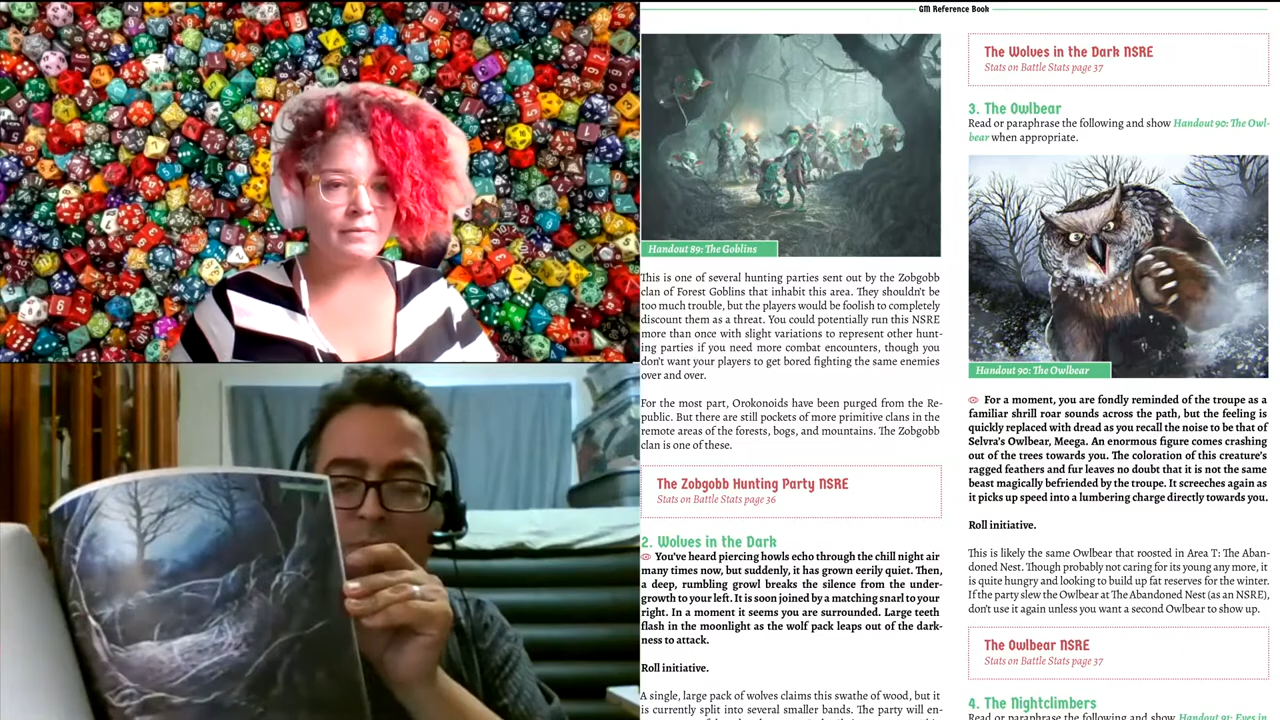 GM Reference Book
Handout 89: The Goblins
This is one of several hunting parties sent out by the Zobgobb
clan of Forest Goblins that inhabit this area. They shouldn't be
too much trouble, but the players would be foolish to completely
discount them as a threat. You could potentially run this NSRE
more than once with slight variations to represent other hunt-
ing parties if you need more combat encounters, though you
don't want your players to get bored fighting the same enemies
over and over.
For the most part, Orokonoids have been purged from the Re-
public. But there are still pockets of more primitive clans in the
remote areas of the forests, bogs, and mountains. The Zobgobb
clan is one of these.
The Zobgobb Hunting Party NSRE
Stats on Battle Stats page 36
2. Wolves in the Dark
You've heard piercing howls echo through the chill night air
many times now, but suddenly, it has grown eerily quiet. Then,
a deep, rumbling growl breaks the silence from the under-
growth to your left. It is soon joined by a matching snarl to your
right. In a moment it seems you are surrounded. Large teeth
flash in the moonlight as the wolf pack leaps out of the dark-
ness to attack.
Roll initiative.
A single, large pack of wolves claims this swathe of wood, but it
is currently split into several smaller bands. The party will en-
The Wolves in the Dark NSRE
Stats on Battle Stats page 37
3. The Owlbear
Read or paraphrase the following and show Handout 90: The Owl-
bear when appropriate.
Handout 90: The Owlbear
For a moment, you are fondly reminded of the troupe as a
familiar shrill roar sounds across the path, but the feeling is
quickly replaced with dread as you recall the noise to be that of
Selvra's Owlbear, Meega. An enormous figure comes crashing
out of the trees towards you. The coloration of this creature's
ragged feathers and fur leaves no doubt that it is not the same
beast magically befriended by the troupe. It screeches again as
it picks up speed into a lumbering charge directly towards you.
Roll initiative.
This is likely the same Owlbear that roosted in Area T: The Aban-
doned Nest. Though probably not caring for its young any more, it
is quite hungry and looking to build up fat reserves for the winter.
If the party slew the Owlbear at The Abandoned Nest (as an NSRE),
don't use it again unless you want a second Owlbear to show up.
The Owlbear NSRE
Stats on Battle Stats page 37
4. The Nightclimbers
Read or paraphrase the following and show Handout 91: Eyes in